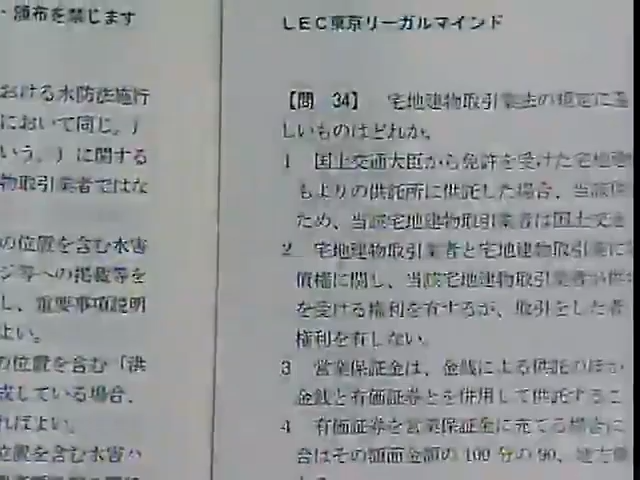 ・頒布を禁じます
における水防法施行
において同じ。）
いう。）に関する
物取引業者ではな
の位置を含む水害
ジ等への掲載等を
し、重要事項説明
よい。
の位置を含む「洪
成している場合、
ればよい。
位置を含む水害ハ
LEC東京リーガルマインド
【問 34】 宅地建物取引業法の規定に
しいものはどれか。
1 国土交通大臣から免許を受けた宅地建
もよりの供託所に供託した場合、当該供
ため、当該宅地建物取引業者は国土交通
2 宅地建物取引業者と宅地建物取引業に
債権に関し、当該宅地建物取引業者が供
を受ける権利を有するが、取引をした者
権利を有しない。
3 営業保証金は、金銭による供託のほか
金銭と有価証券とを併用して供託するこ
4 有価証券を営業保証金に充てる場合に
合はその額面金額の100分の90、地方